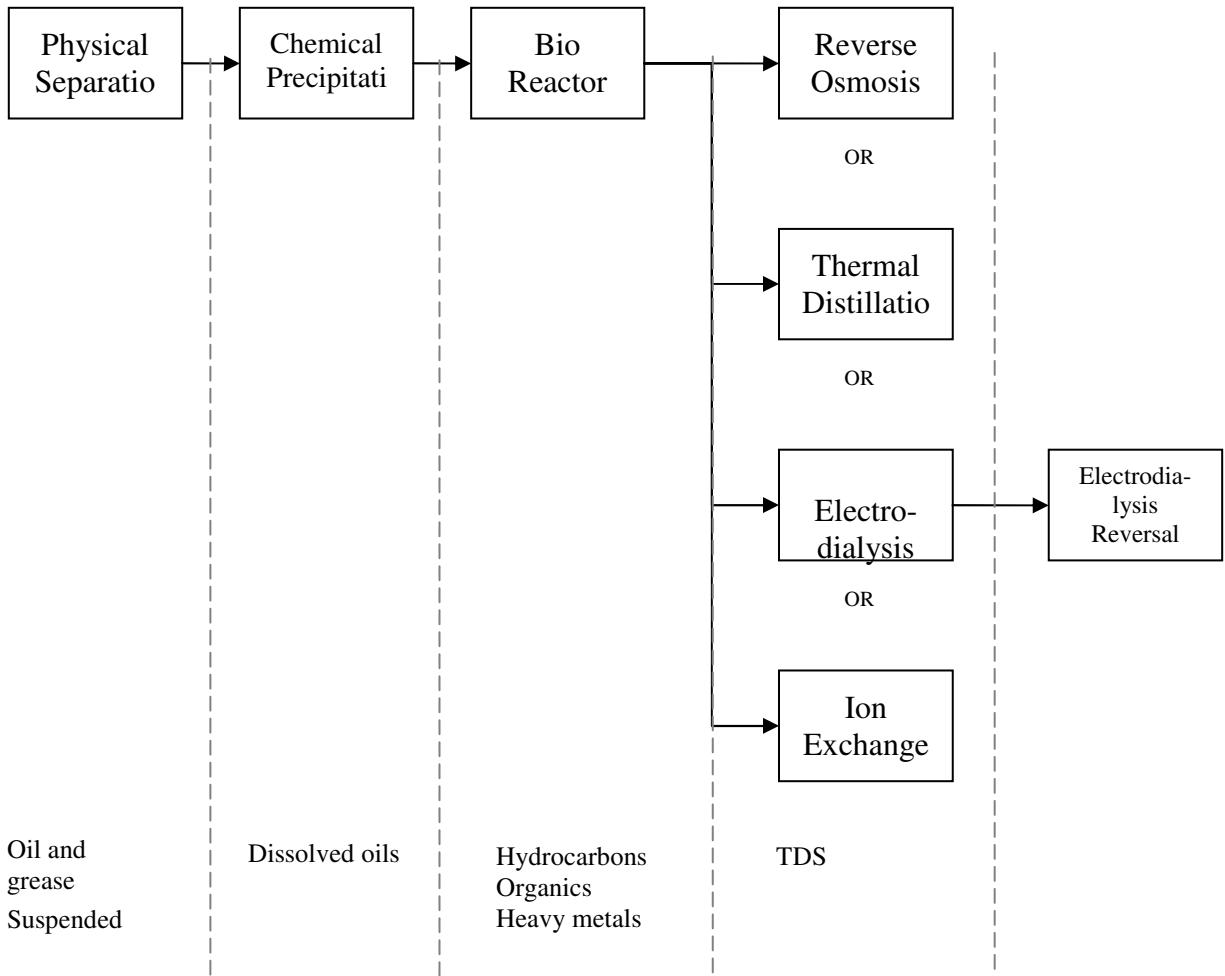 Physical
Separatio
Chemical
Precipitati
Bio
Reactor
Reverse
Osmosis
OR
Thermal
Distillatio
OR
Electro-
dialysis
Electrodia-
lysis
Reversal
OR
Ion
Exchange
Oil and
grease
Suspended
Dissolved oils
Hydrocarbons
Organics
Heavy metals
TDS